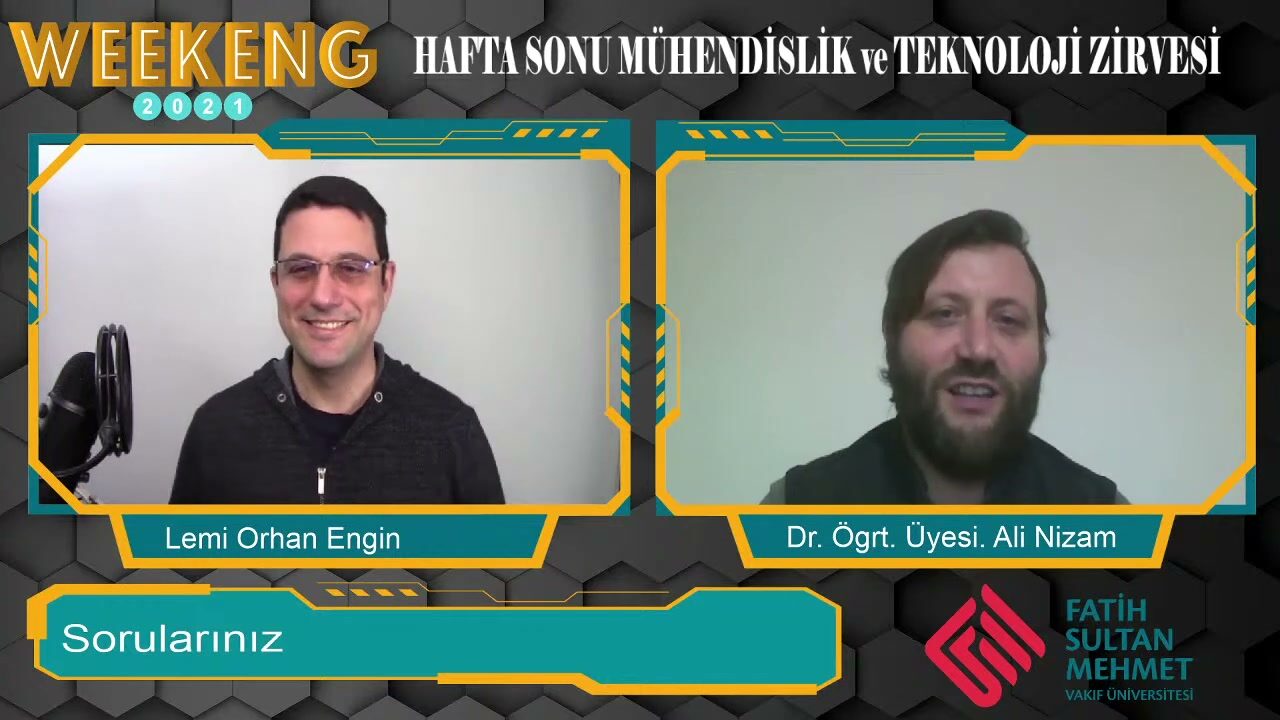 WEEKENG
2021
HAFTA SONU MÜHENDİSLİK ve TEKNOLOJİ ZİRVESİ
Lemi Orhan Engin
Dr. Ögrt. Üyesi. Ali Nizam
Sorularınız
FATİH
SULTAN
MEHMET
VAKIF ÜNİVERSİTESİ